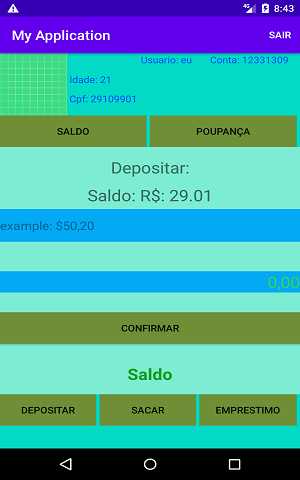 4G 8:43
My Application SAIR
Usuario: eu Conta: 12331309
Idade: 21
Cpf: 29109901
SALDO POUPANÇA
Depositar:
Saldo: R$: 29.01
example: $50,20
0,00
CONFIRMAR
Saldo
DEPOSITAR SACAR EMPRESTIMO